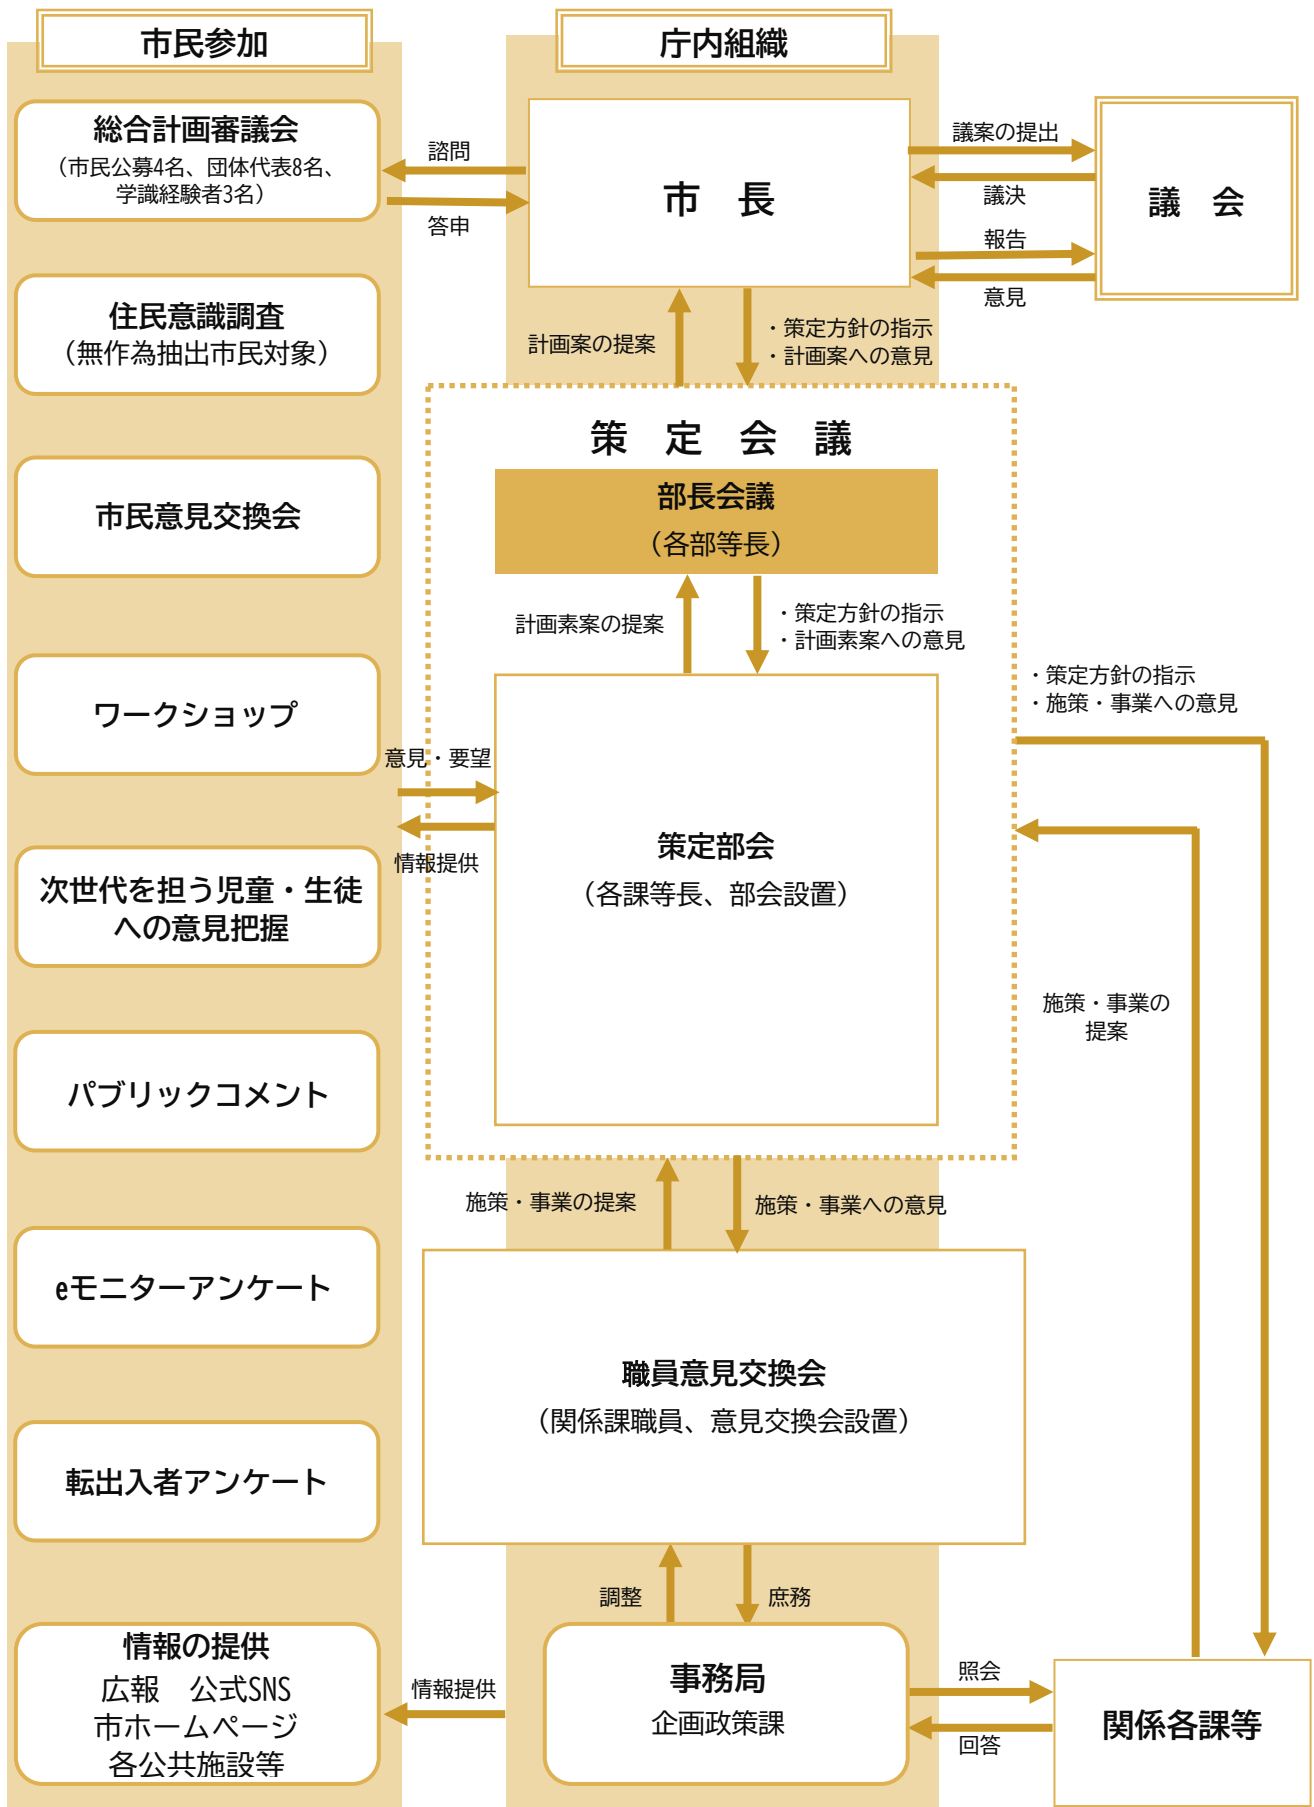 市民参加
総合計画審議会
（市民公募4名、団体代表8名、
学識経験者3名）
住民意識調査
（無作為抽出市民対象）
市民意見交換会
ワークショップ
次世代を担う児童・生徒
への意見把握
パブリックコメント
eモニターアンケート
転出入者アンケート
情報の提供
広報　公式SNS
市ホームページ
各公共施設等
諮問
答申
意見・要望
情報提供
情報提供
庁内組織
市　長
計画案の提案
・策定方針の指示
・計画案への意見
策　定　会　議
部長会議
（各部等長）
計画素案の提案
・策定方針の指示
・計画素案への意見
策定部会
（各課等長、部会設置）
施策・事業の提案
施策・事業への意見
職員意見交換会
（関係課職員、意見交換会設置）
調整
庶務
事務局
企画政策課
議案の提出
議決
報告
意見
議　会
・策定方針の指示
・施策・事業への意見
施策・事業の
提案
照会
回答
関係各課等